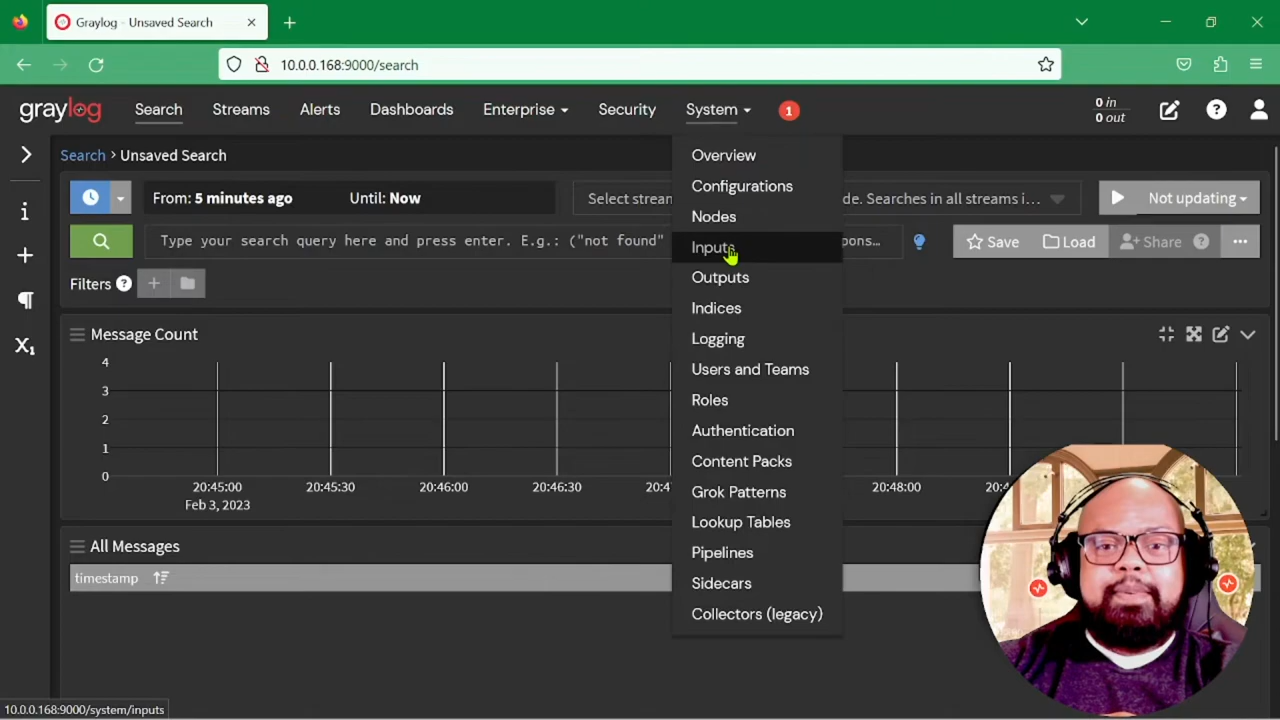 Graylog - Unsaved Search
10.0.0.168:9000/search
graylog
Search
Streams
Alerts
Dashboards
Enterprise
Security
System
1
0 in
0 out
Search > Unsaved Search
From: 5 minutes ago
Until: Now
Select stream
de. Searches in all streams i...
Not updating
Type your search query here and press enter. E.g.: ("not found"
pons...
Save
Load
Share
Filters
Overview
Configurations
Nodes
Inputs
Outputs
Indices
Logging
Users and Teams
Roles
Authentication
Content Packs
Grok Patterns
Lookup Tables
Pipelines
Sidecars
Collectors (legacy)
X₁
Message Count
4
3
2
1
0
20:45:00
Feb 3, 2023
20:45:30
20:46:00
20:46:30
20:4
20:48:00
20:4
All Messages
timestamp
10.0.0.168:9000/system/inputs